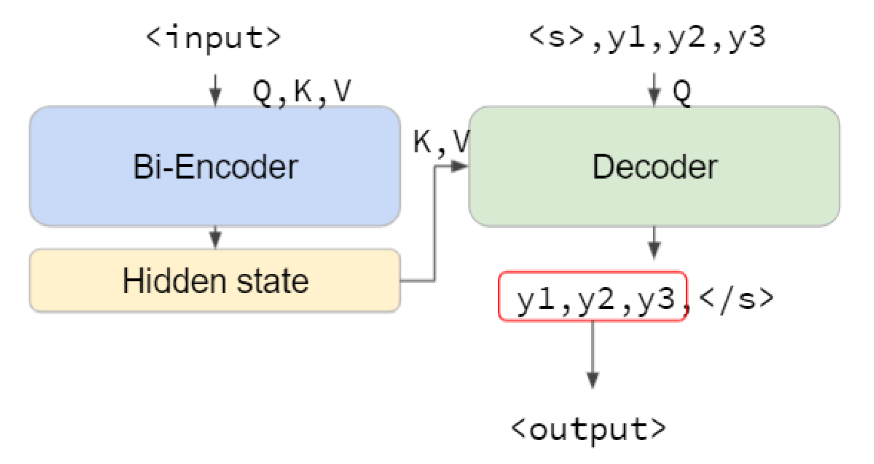 <input>
Q,K,V
Bi-Encoder
Hidden state
K,V
<s>,y1,y2,y3
Q
Decoder
y1,y2,y3,</s>
<output>